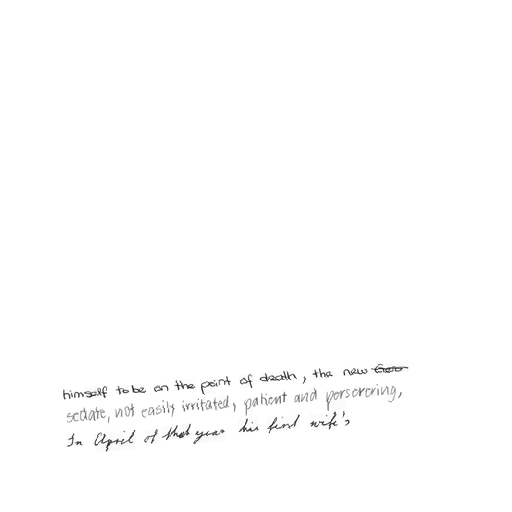 himself to be on the point of death, the new
sedate, not easily irritated, patient and persevering,
In April of that year his first wife's